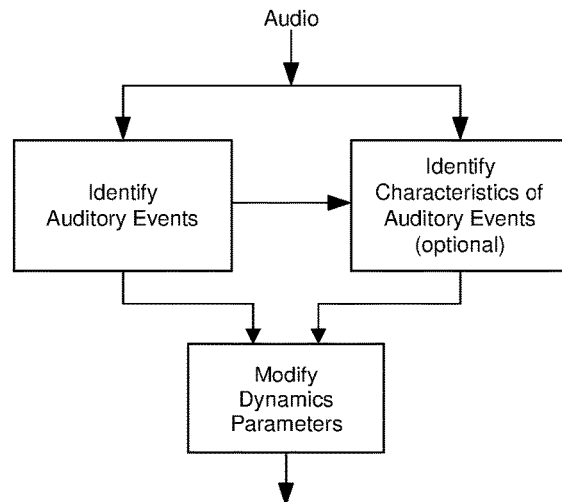 Audio
Identify
Auditory Events
Identify
Characteristics of
Auditory Events
(optional)
Modify
Dynamics
Parameters